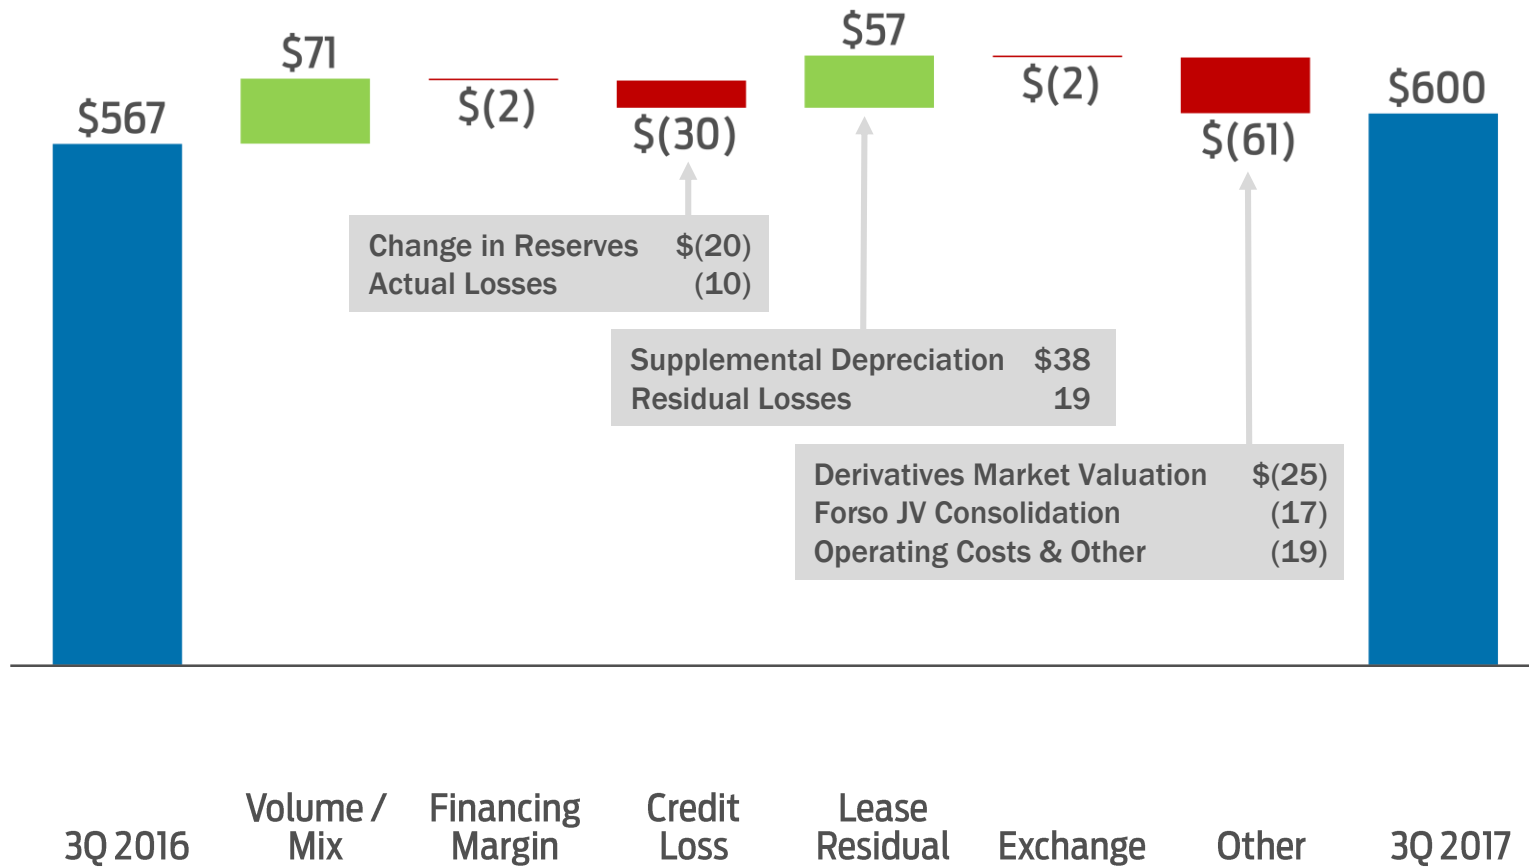 $567
$71
$(2)
$(30)
$57
$(2)
$(61)
$600
Change in Reserves $(20)
Actual Losses (10)
Supplemental Depreciation $38
Residual Losses 19
Derivatives Market Valuation $(25)
Forso JV Consolidation (17)
Operating Costs & Other (19)
3Q 2016
Volume /
Mix
Financing
Margin
Credit
Loss
Lease
Residual
Exchange
Other
3Q 2017